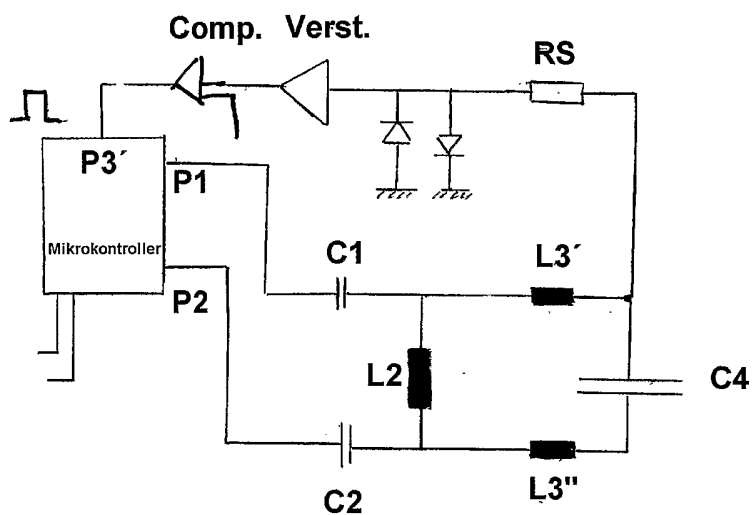 Comp. Verst.
RS
P3´
P1
Mikrokontroller
P2
C1
L3´
L2
C4
C2
L3"